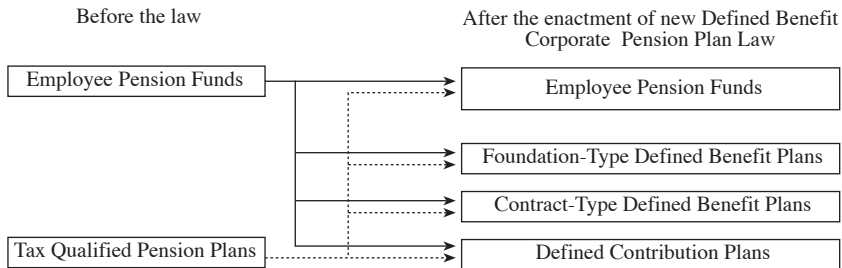 Before the law
After the enactment of new Defined Benefit
Corporate Pension Plan Law
Employee Pension Funds
Employee Pension Funds
Foundation-Type Defined Benefit Plans
Contract-Type Defined Benefit Plans
Tax Qualified Pension Plans
Defined Contribution Plans